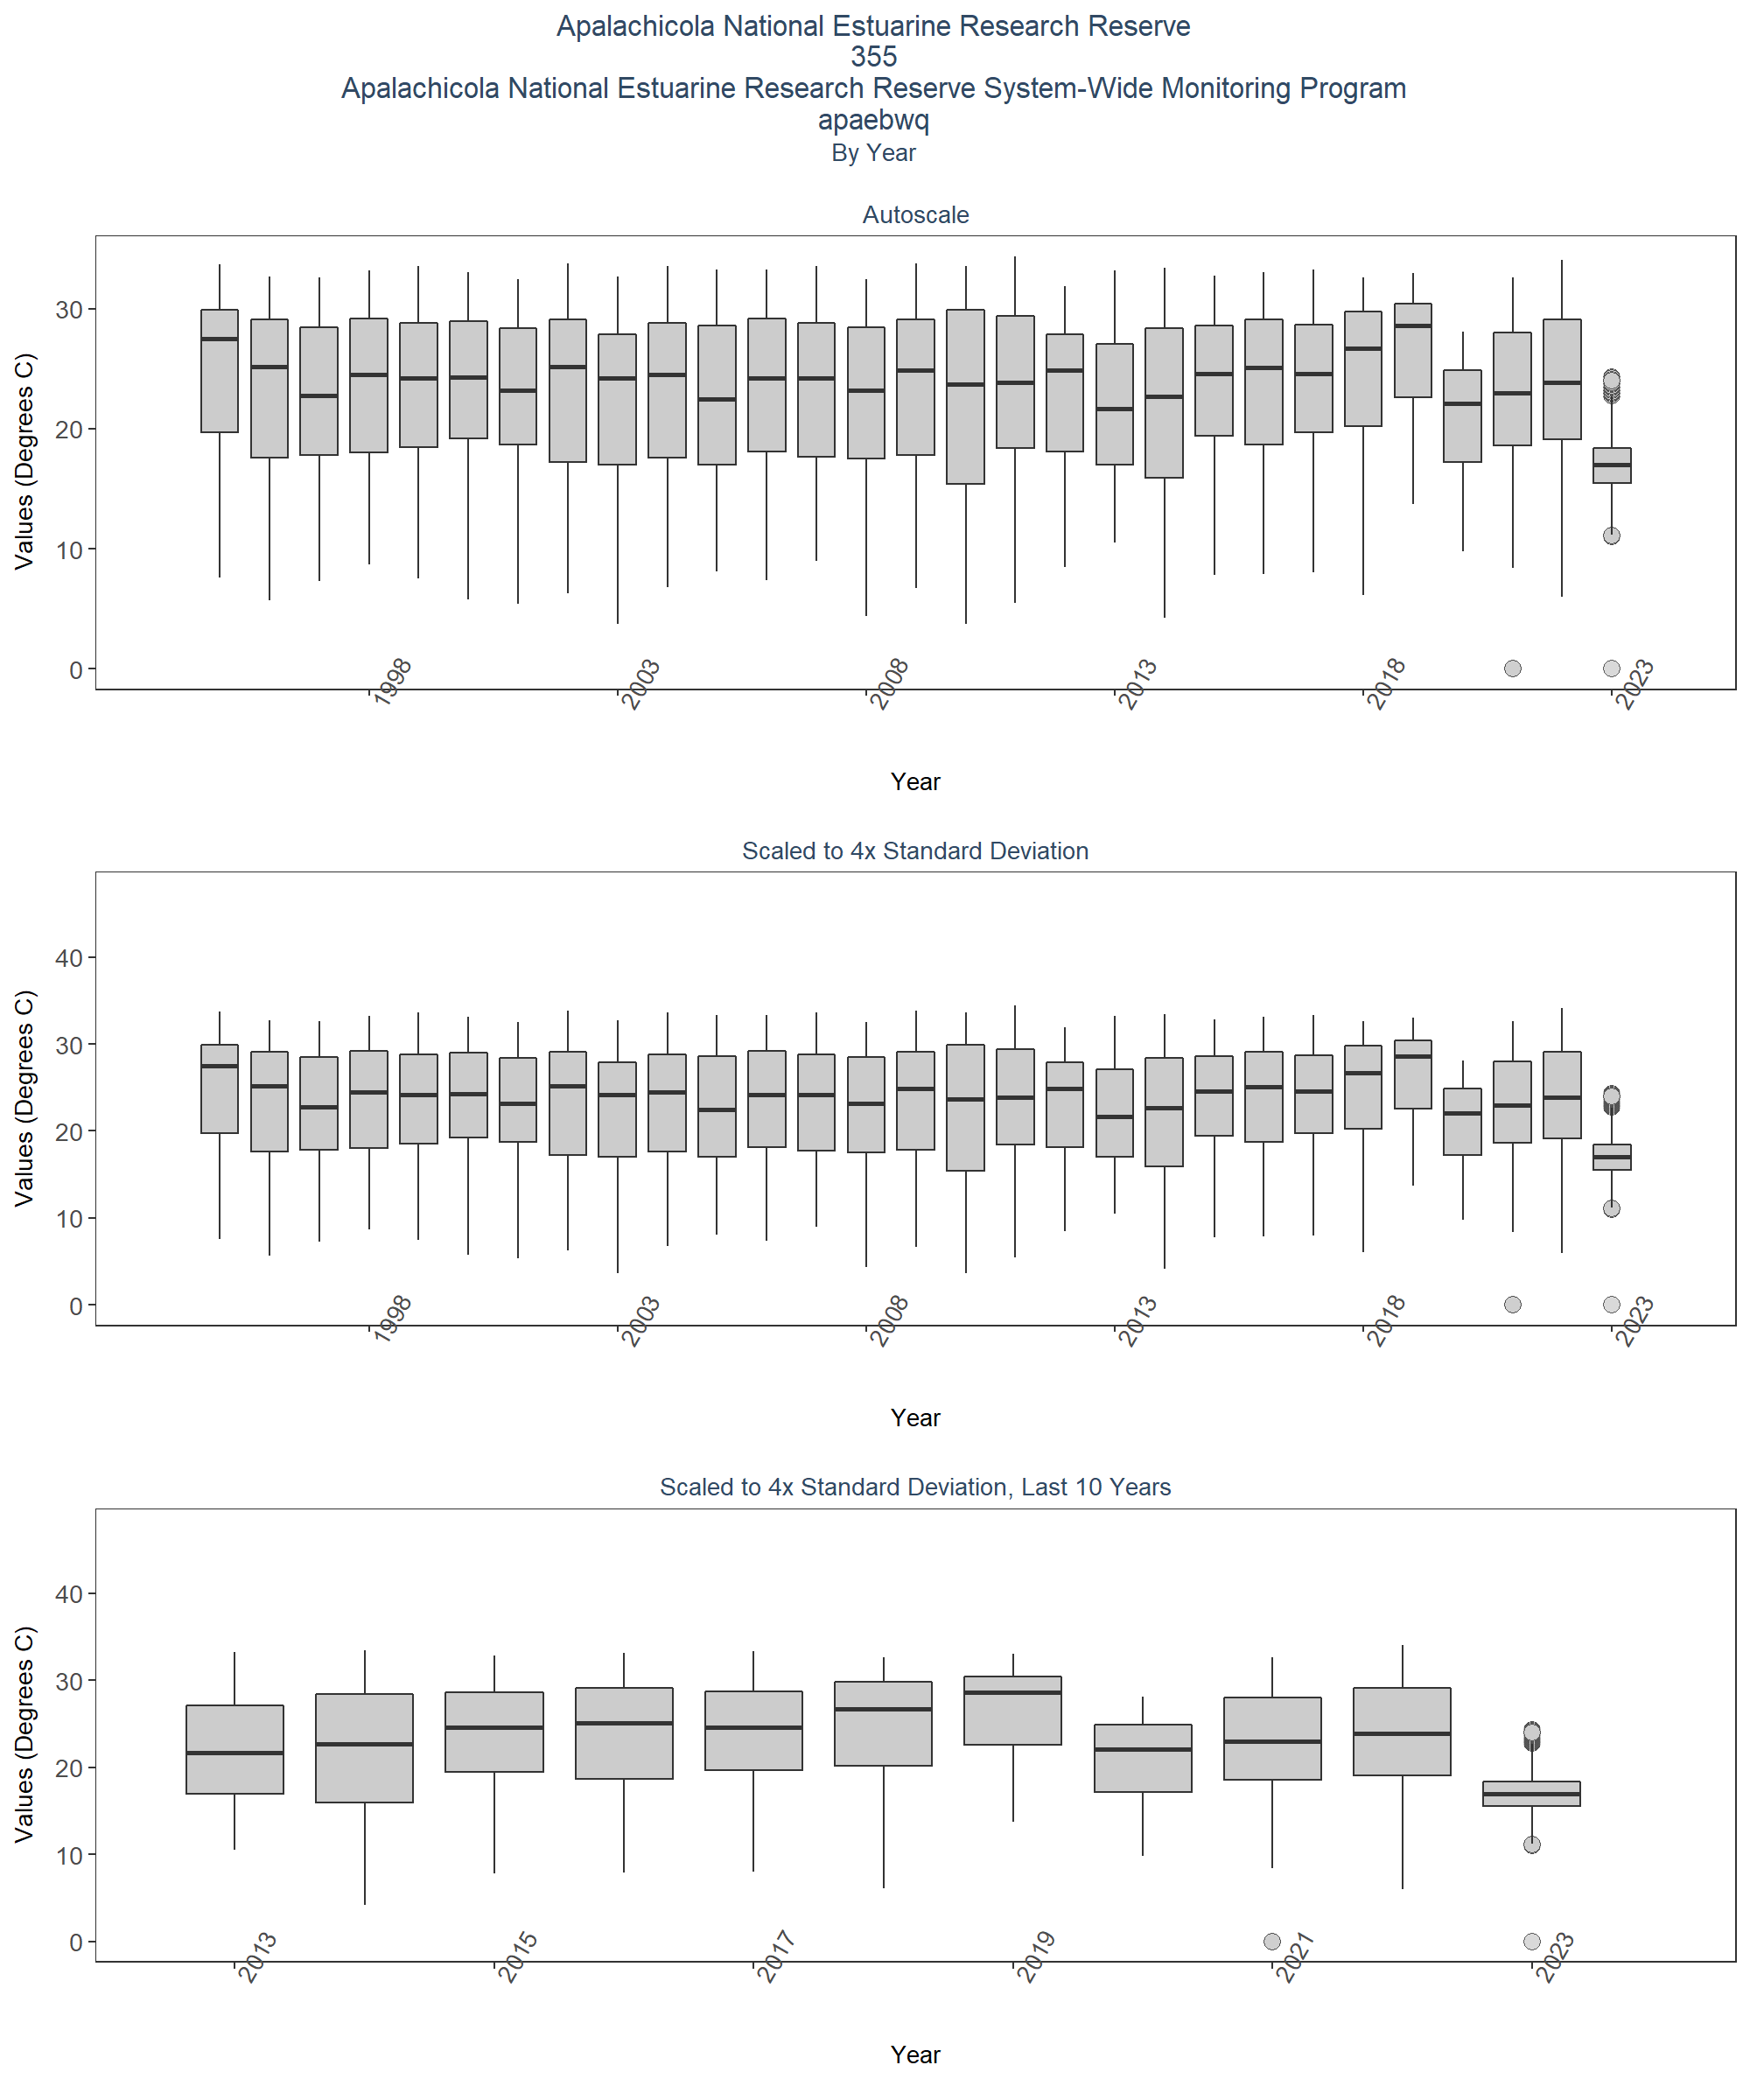 Apalachicola National Estuarine Research Reserve
355
Apalachicola National Estuarine Research Reserve System-Wide Monitoring Program
apaebwq
By Year
Autoscale
Values (Degrees C)
30
20
10
0
1998
2003
2008
2013
2018
2023
Year
Scaled to 4x Standard Deviation
Values (Degrees C)
40
30
20
10
0
1998
2003
2008
2013
2018
2023
Year
Scaled to 4x Standard Deviation, Last 10 Years
Values (Degrees C)
40
30
20
10
0
2013
2015
2017
2019
2021
2023
Year